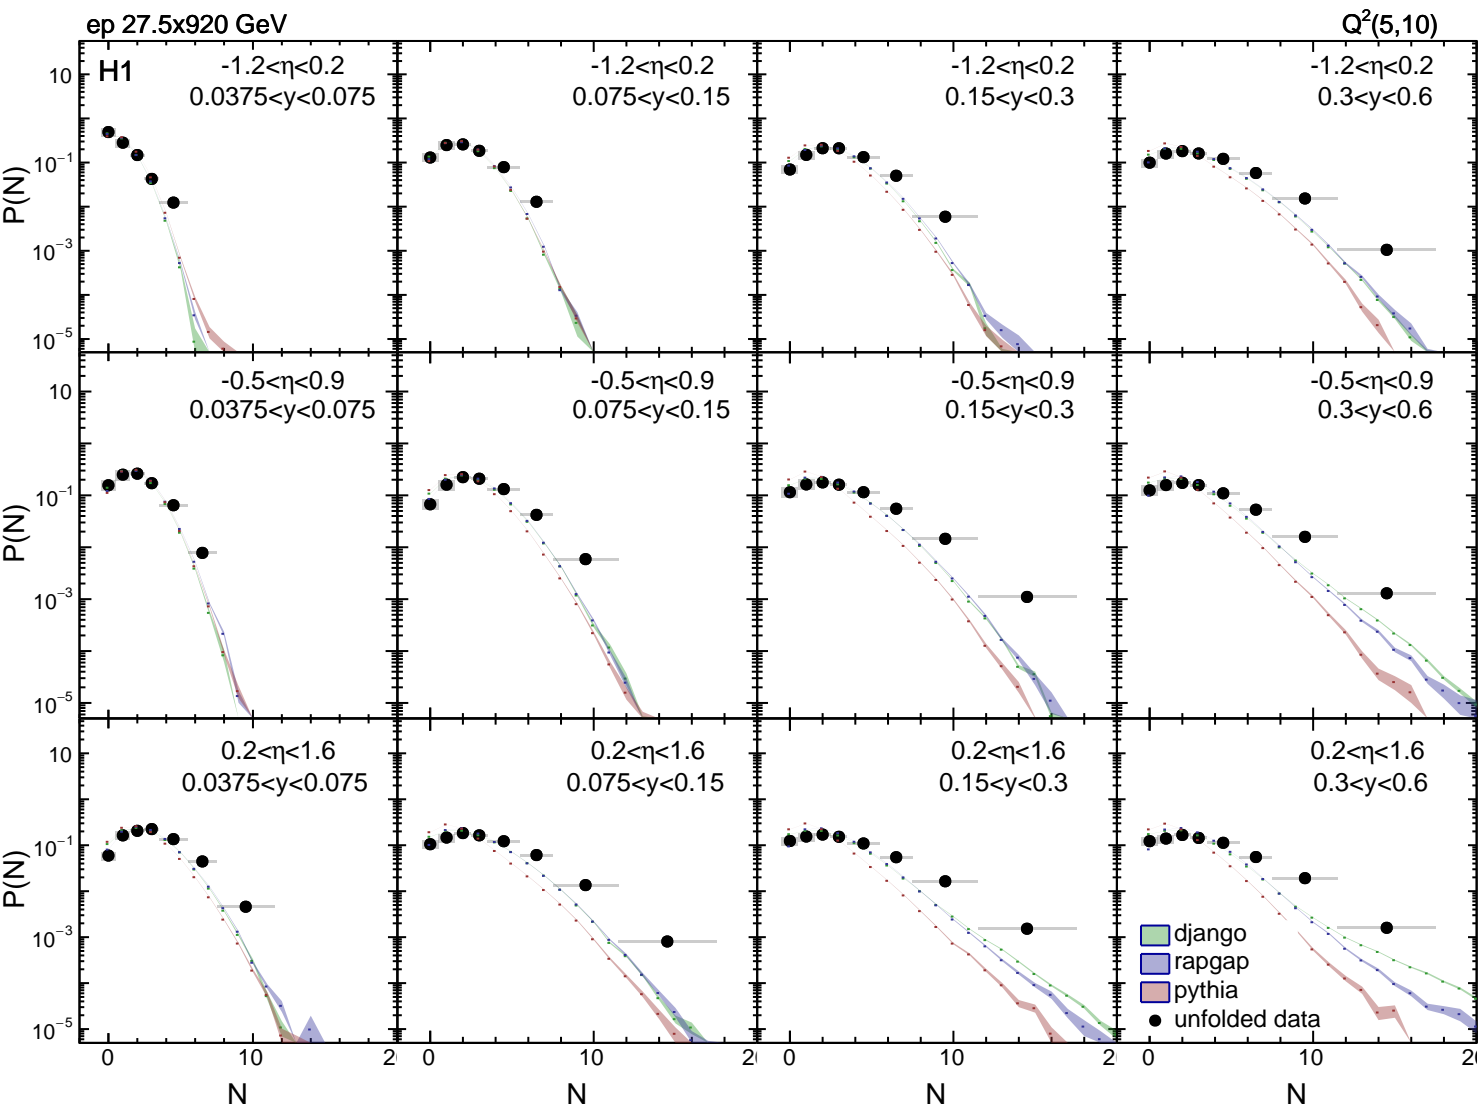 ep 27.5x920 GeV
Q²(5,10)
H1
-1.2<η<0.2
0.0375<y<0.075
-1.2<η<0.2
0.075<y<0.15
-1.2<η<0.2
0.15<y<0.3
-1.2<η<0.2
0.3<y<0.6
P(N)
10
10⁻¹
10⁻³
10⁻⁵
-0.5<η<0.9
0.0375<y<0.075
-0.5<η<0.9
0.075<y<0.15
-0.5<η<0.9
0.15<y<0.3
-0.5<η<0.9
0.3<y<0.6
P(N)
10
10⁻¹
10⁻³
10⁻⁵
0.2<η<1.6
0.0375<y<0.075
0.2<η<1.6
0.075<y<0.15
0.2<η<1.6
0.15<y<0.3
0.2<η<1.6
0.3<y<0.6
P(N)
10
10⁻¹
10⁻³
10⁻⁵
django
rapgap
pythia
unfolded data
0 10 2
0 10 2
0 10 2
0 10 2
N N N N